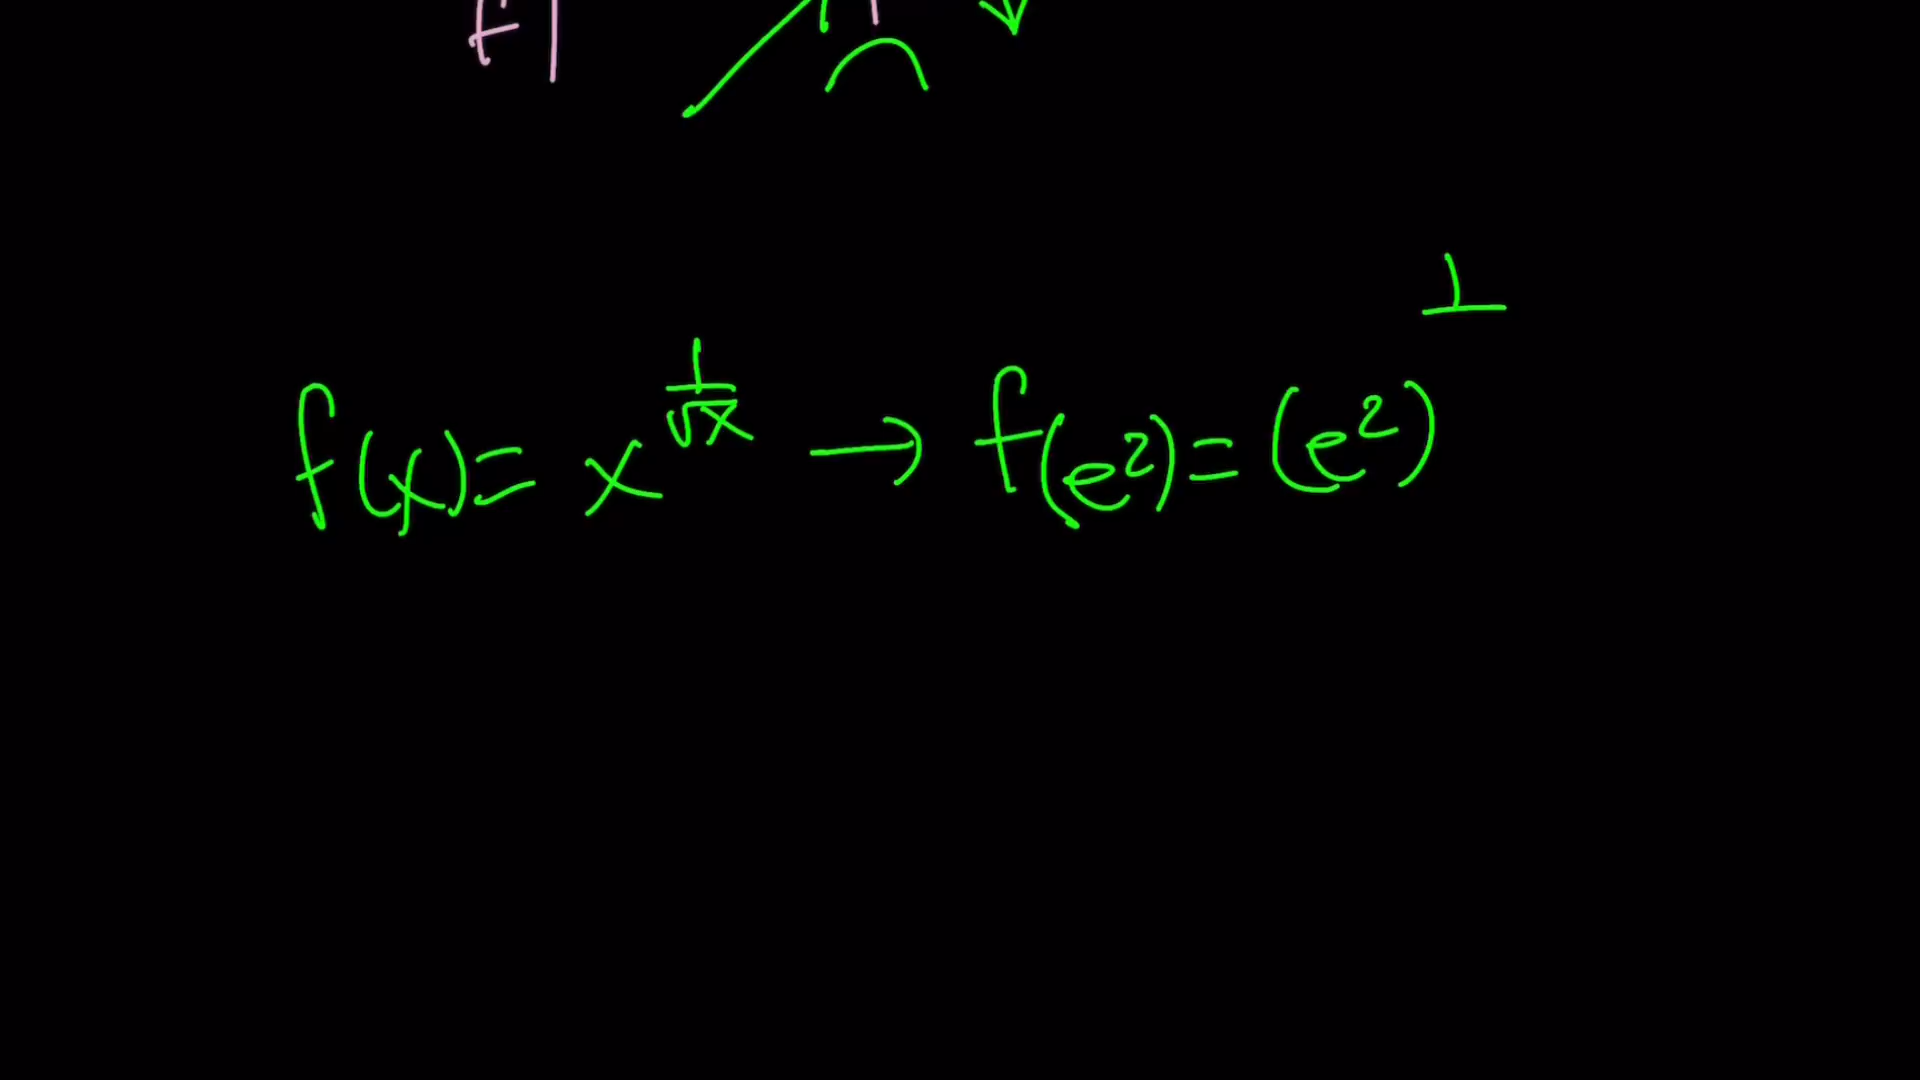 f'
f(x) = x^(1/√x) → f(e²) = (e²)^(1/